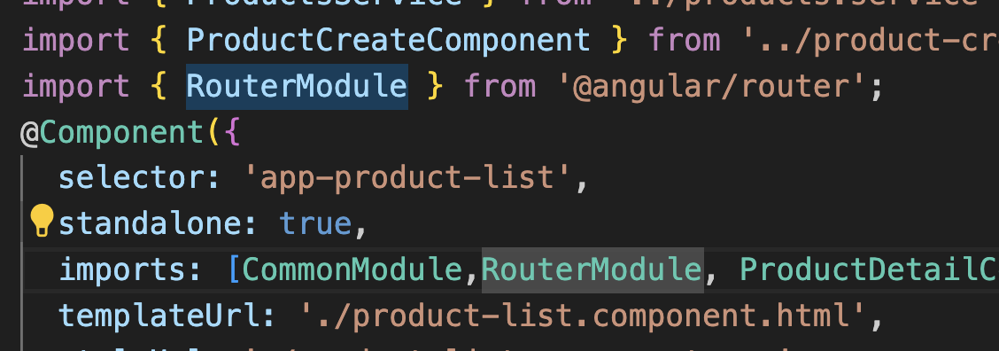 import { ProductsService } from '../products.service
import { ProductCreateComponent } from '../product-cr
import { RouterModule } from '@angular/router';
@Component({
selector: 'app-product-list',
standalone: true,
imports: [CommonModule,RouterModule, ProductDetailC
templateUrl: './product-list.component.html',